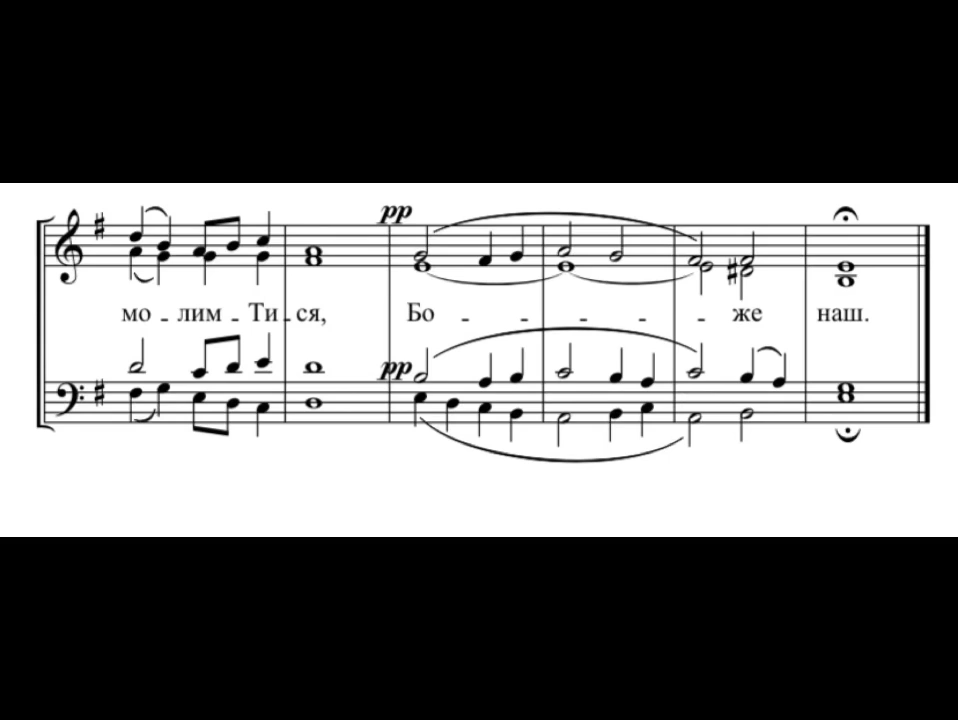 pp
мо - лим - Ти - ся, Бо - - - - - же наш.
pp